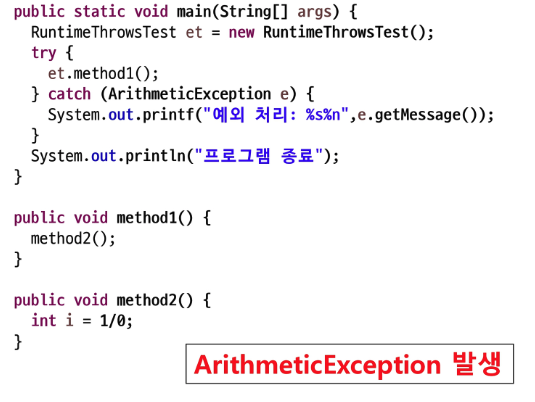 public static void main(String[] args) {
RuntimeThrowsTest et = new RuntimeThrowsTest();
try {
et.method1();
} catch (ArithmeticException e) {
System.out.printf("예외 처리: %s%n",e.getMessage());
}
System.out.println("프로그램 종료");
}
public void method1() {
method2();
}
public void method2() {
int i = 1/0;
}
ArithmeticException 발생